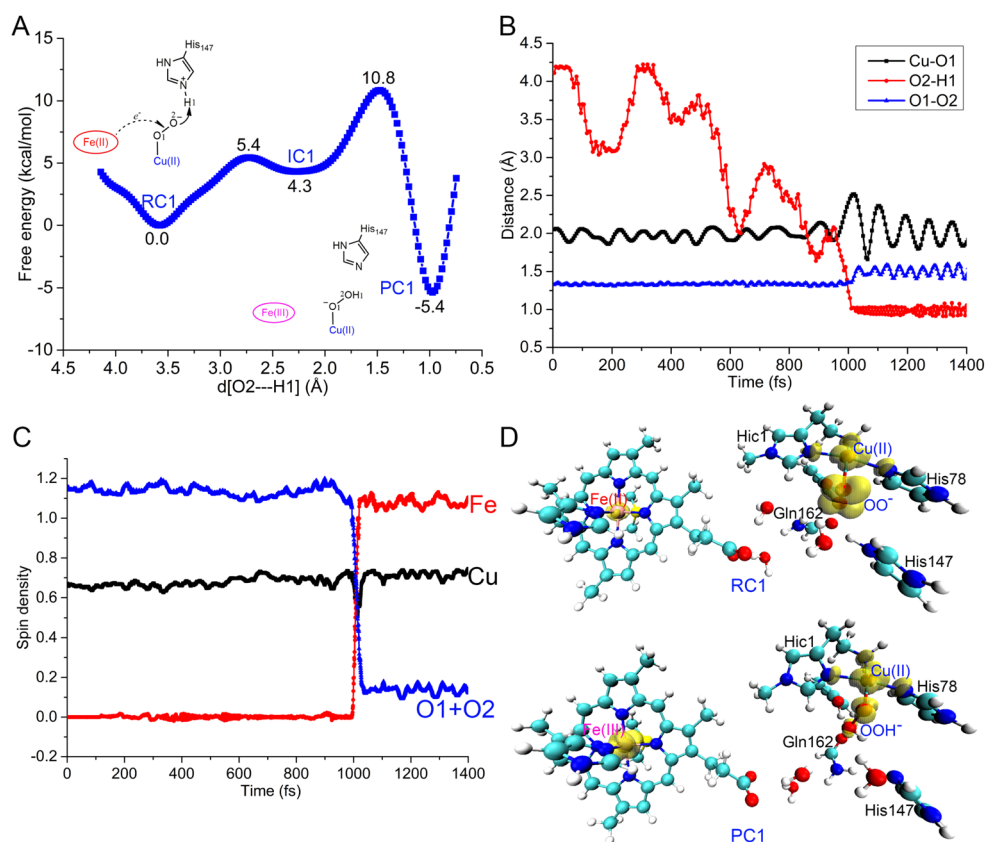 A
Free energy (kcal/mol)
15
10
5
0
-5
-10
4.5 4.0 3.5 3.0 2.5 2.0 1.5 1.0 0.5
d[O2---H1] (Å)
His147
HN
N+
H1
2-
O
e-
O1
Fe(II)
Cu(II)
RC1
0.0
5.4
IC1
4.3
10.8
PC1
-5.4
His147
HN
N
2OH1
-O1
Fe(III)
Cu(II)
B
Distance (Å)
4.5
4.0
3.5
3.0
2.5
2.0
1.5
1.0
0.5
0 200 400 600 800 1000 1200 1400
Time (fs)
Cu-O1
O2-H1
O1-O2
C
Spin density
1.2
1.0
0.8
0.6
0.4
0.2
0.0
-0.2
0 200 400 600 800 1000 1200 1400
Time (fs)
Fe
Cu
O1+O2
D
Hic1
Cu(II)
Fe(II)
His78
OO-
Gln162
His147
RC1
Hic1
Cu(II)
His78
Fe(III)
OOH-
Gln162
His147
PC1